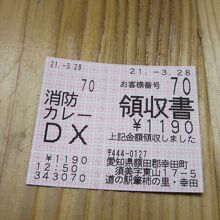 21.-3.28
70
消防
カレー
DX
¥1190
12:50
343070
21.-3.28
お客様番号 70
領収書
¥1190
上記金額領収しました
〒444-0127
愛知県額田郡幸田町
須美字東山17-5
道の駅筆柿の里・幸田